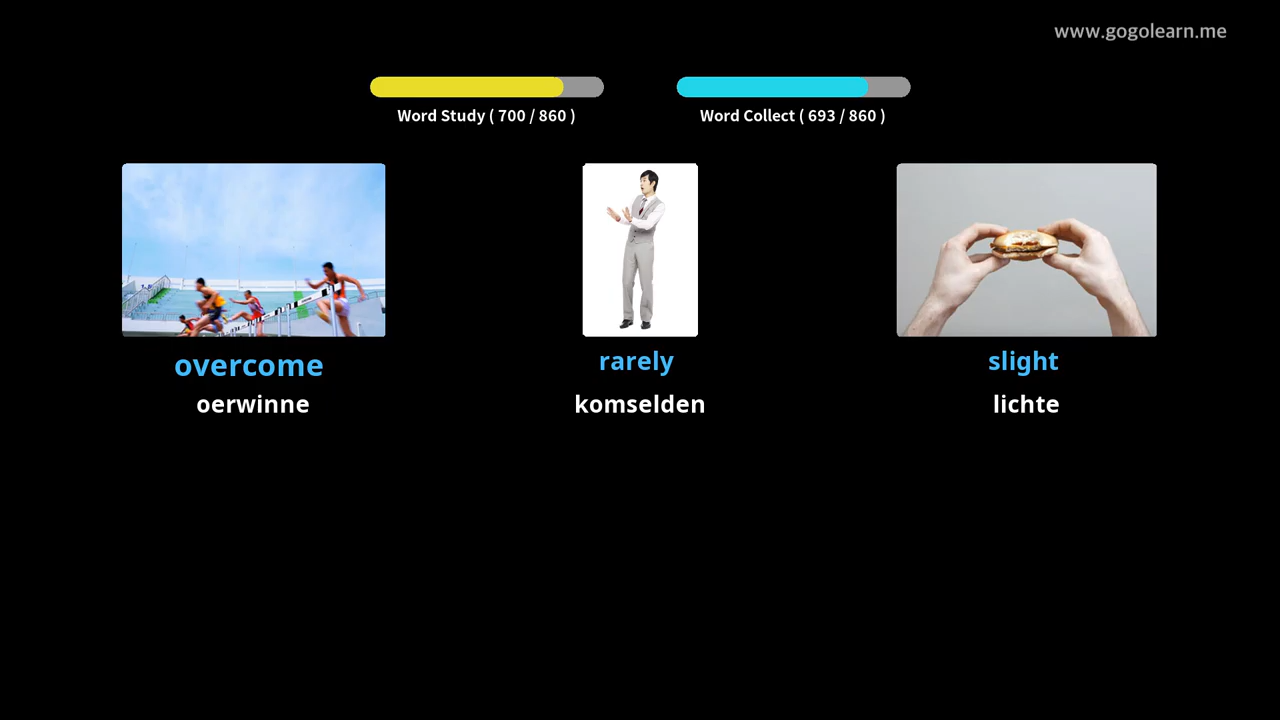 www.gogolearn.me
Word Study ( 700 / 860 )
Word Collect ( 693 / 860 )
overcome
oerwinne
rarely
komselden
slight
lichte